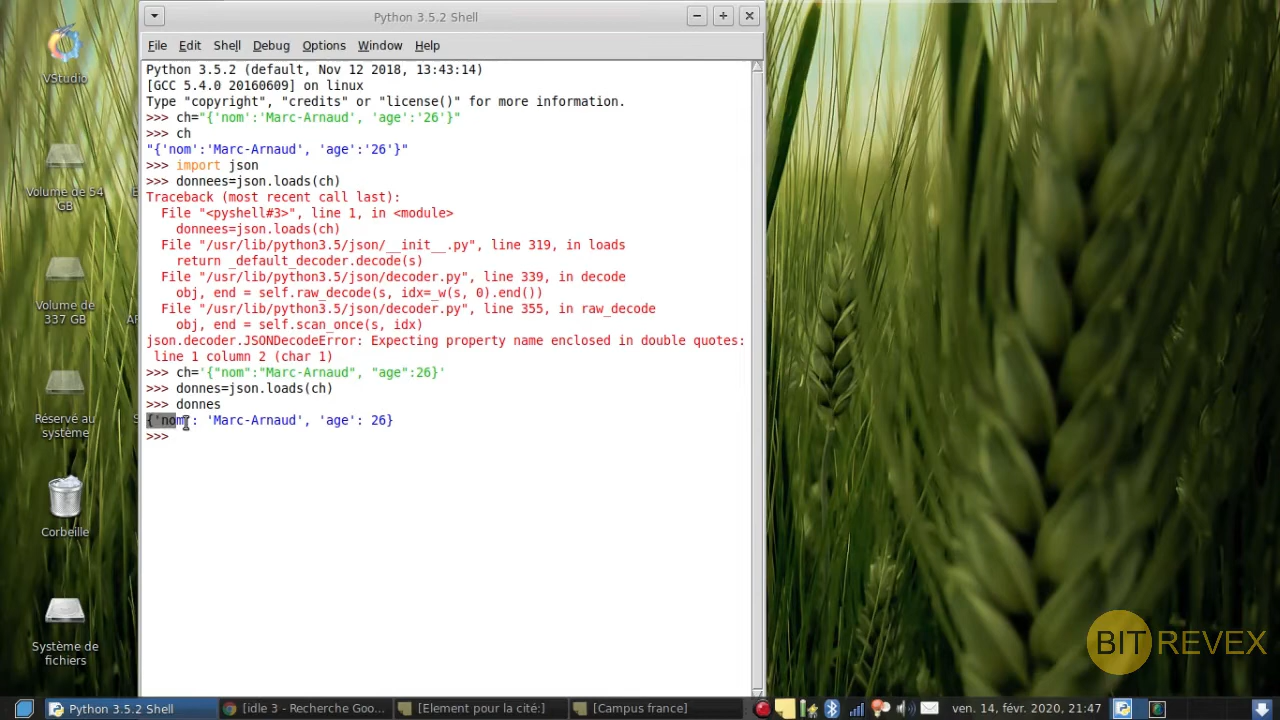 Python 3.5.2 Shell
File Edit Shell Debug Options Window Help
Python 3.5.2 (default, Nov 12 2018, 13:43:14)
[GCC 5.4.0 20160609] on linux
Type "copyright", "credits" or "license()" for more information.
>>> ch="{'nom':'Marc-Arnaud', 'age':'26'}"
>>> ch
"{'nom':'Marc-Arnaud', 'age':'26'}"
>>> import json
>>> donnees=json.loads(ch)
Traceback (most recent call last):
File "<pyshell#3>", line 1, in <module>
donnees=json.loads(ch)
File "/usr/lib/python3.5/json/__init__.py", line 319, in loads
return _default_decoder.decode(s)
File "/usr/lib/python3.5/json/decoder.py", line 339, in decode
obj, end = self.raw_decode(s, idx=_w(s, 0).end())
File "/usr/lib/python3.5/json/decoder.py", line 355, in raw_decode
obj, end = self.scan_once(s, idx)
json.decoder.JSONDecodeError: Expecting property name enclosed in double quotes:
line 1 column 2 (char 1)
>>> ch='{"nom":"Marc-Arnaud", "age":26}'
>>> donnes=json.loads(ch)
>>> donnes
{'nom': 'Marc-Arnaud', 'age': 26}
>>>
VStudio
Volume de 54
GB
Volume de
337 GB
Réservé au
système
Corbeille
Système de
fichiers
BIT REVEX
Python 3.5.2 Shell
[idle 3 - Recherche Goo...
[Element pour la cité:]
[Campus france]
ven. 14, févr. 2020, 21:47